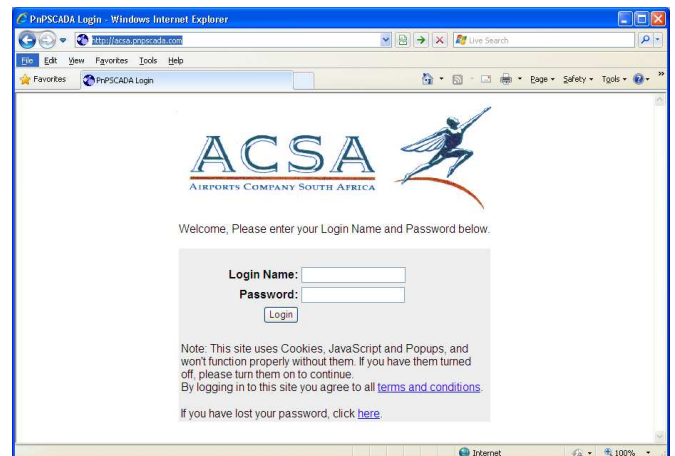 PnPSCADA Login - Windows Internet Explorer
http://acsa.pnpscada.com
Live Search
File Edit View Favorites Tools Help
Favorites PnPSCADA Login Page Safety Tools
ACSA
AIRPORTS COMPANY SOUTH AFRICA
Welcome, Please enter your Login Name and Password below.
Login Name:
Password:
Login
Note: This site uses Cookies, JavaScript and Popups, and
won't function properly without them. If you have them turned
off, please turn them on to continue.
By logging in to this site you agree to all terms and conditions.
If you have lost your password, click here.
Internet 100%